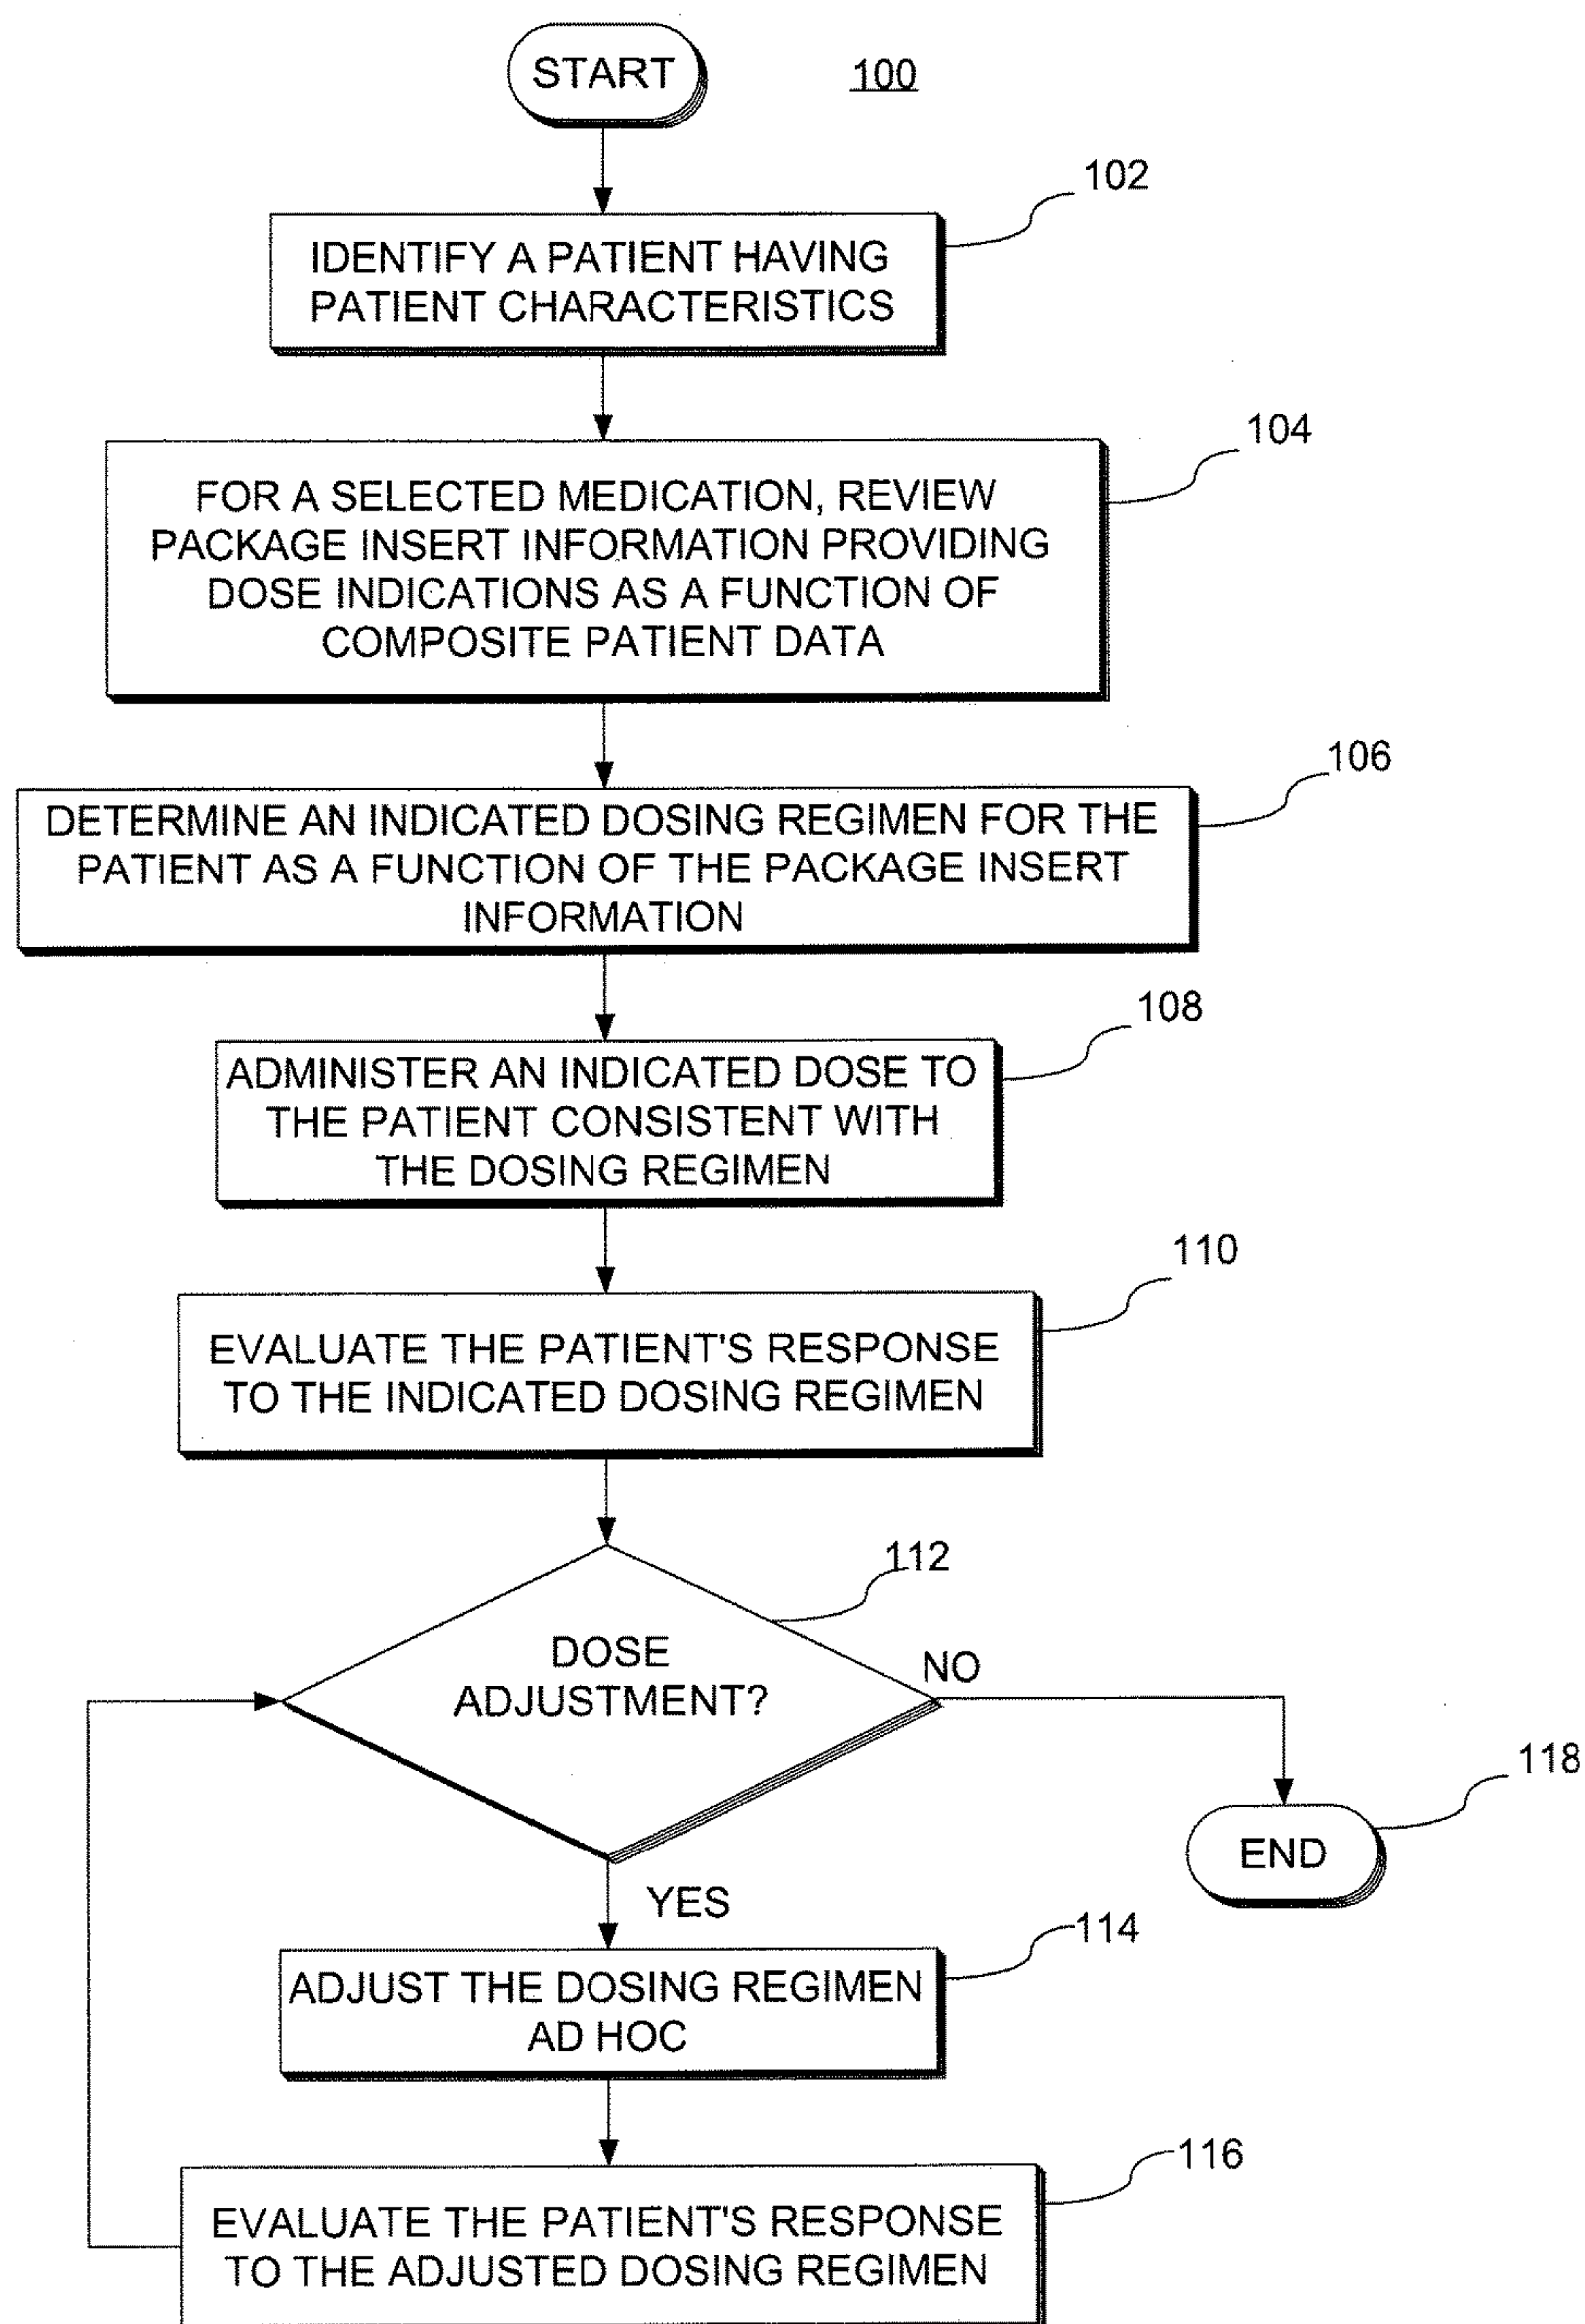 START
100
102
IDENTIFY A PATIENT HAVING
PATIENT CHARACTERISTICS
104
FOR A SELECTED MEDICATION, REVIEW
PACKAGE INSERT INFORMATION PROVIDING
DOSE INDICATIONS AS A FUNCTION OF
COMPOSITE PATIENT DATA
106
DETERMINE AN INDICATED DOSING REGIMEN FOR THE
PATIENT AS A FUNCTION OF THE PACKAGE INSERT
INFORMATION
108
ADMINISTER AN INDICATED DOSE TO
THE PATIENT CONSISTENT WITH
THE DOSING REGIMEN
110
EVALUATE THE PATIENT'S RESPONSE
TO THE INDICATED DOSING REGIMEN
112
DOSE
ADJUSTMENT?
NO
118
END
YES
114
ADJUST THE DOSING REGIMEN
AD HOC
116
EVALUATE THE PATIENT'S RESPONSE
TO THE ADJUSTED DOSING REGIMEN